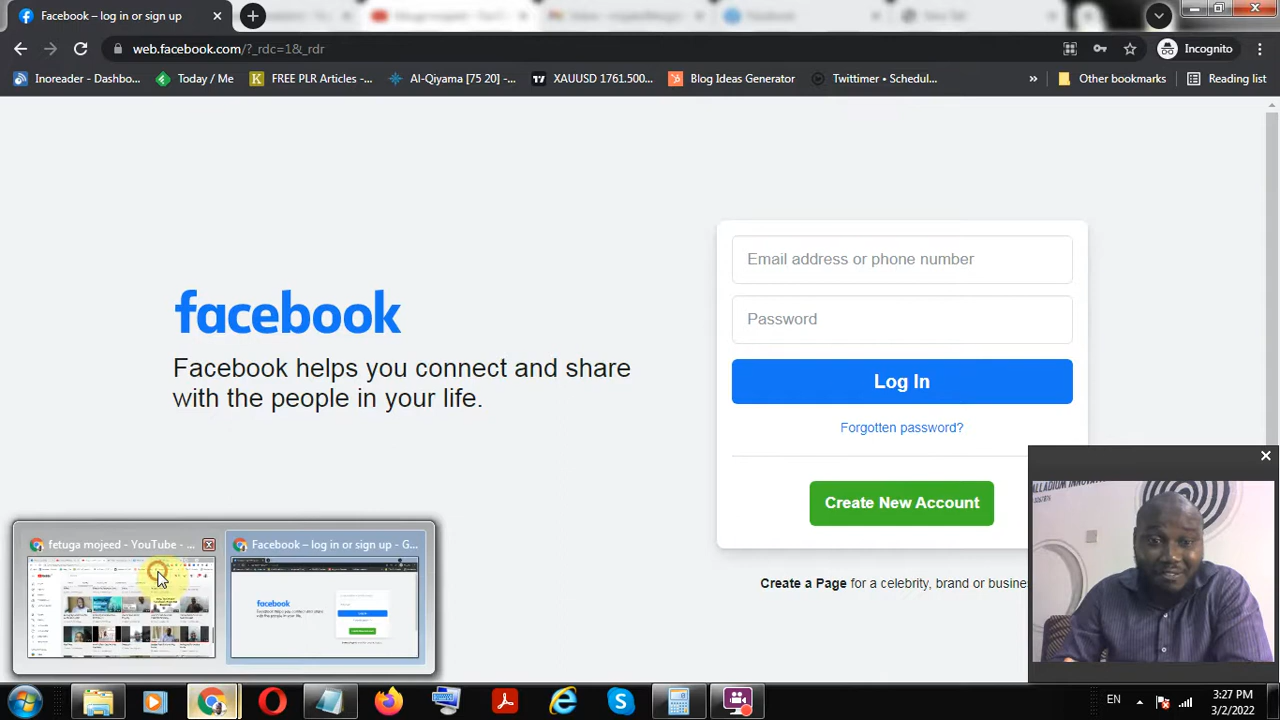 Facebook – log in or sign up
web.facebook.com/?_rdc=1&_rdr
Incognito
Inoreader - Dashbo...
Today / Me
FREE PLR Articles -...
Al-Qiyama [75 20] -...
XAUUSD 1761.500...
Blog Ideas Generator
Twittimer • Schedul...
»
Other bookmarks
Reading list
facebook
Facebook helps you connect and share
with the people in your life.
Email address or phone number
Password
Log In
Forgotten password?
Create New Account
Create a Page for a celebrity, brand or busine
fetuga mojeed - YouTube - ...
Facebook – log in or sign up - G...
facebook
EN
3:27 PM
3/2/2022